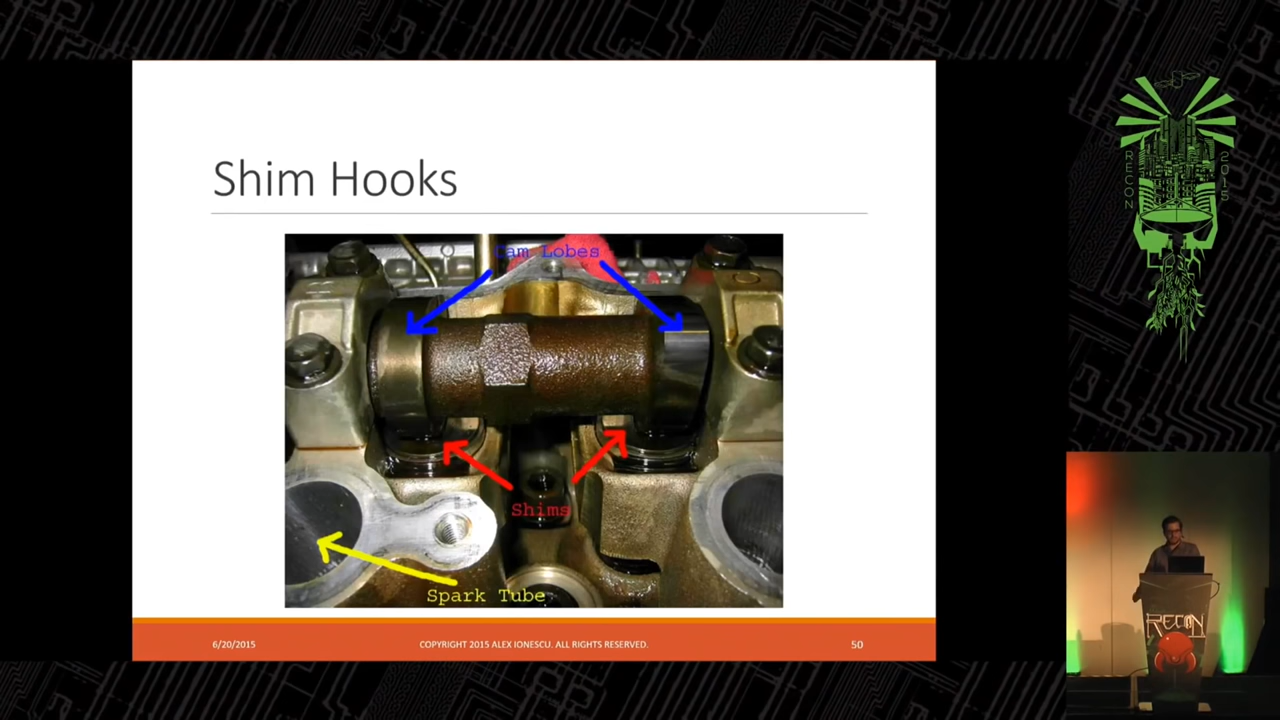 Shim Hooks
Cam Lobes
Shims
Spark Tube
6/20/2015
COPYRIGHT 2015 ALEX IONESCU. ALL RIGHTS RESERVED.
50
RECON
2015
RECON